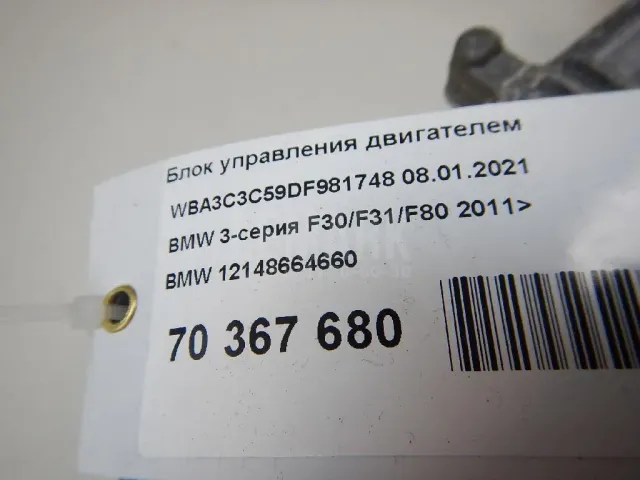 Блок управления двигателем
WBA3C3C59DF981748 08.01.2021
BMW 3-серия F30/F31/F80 2011>
BMW 12148664660
70 367 680